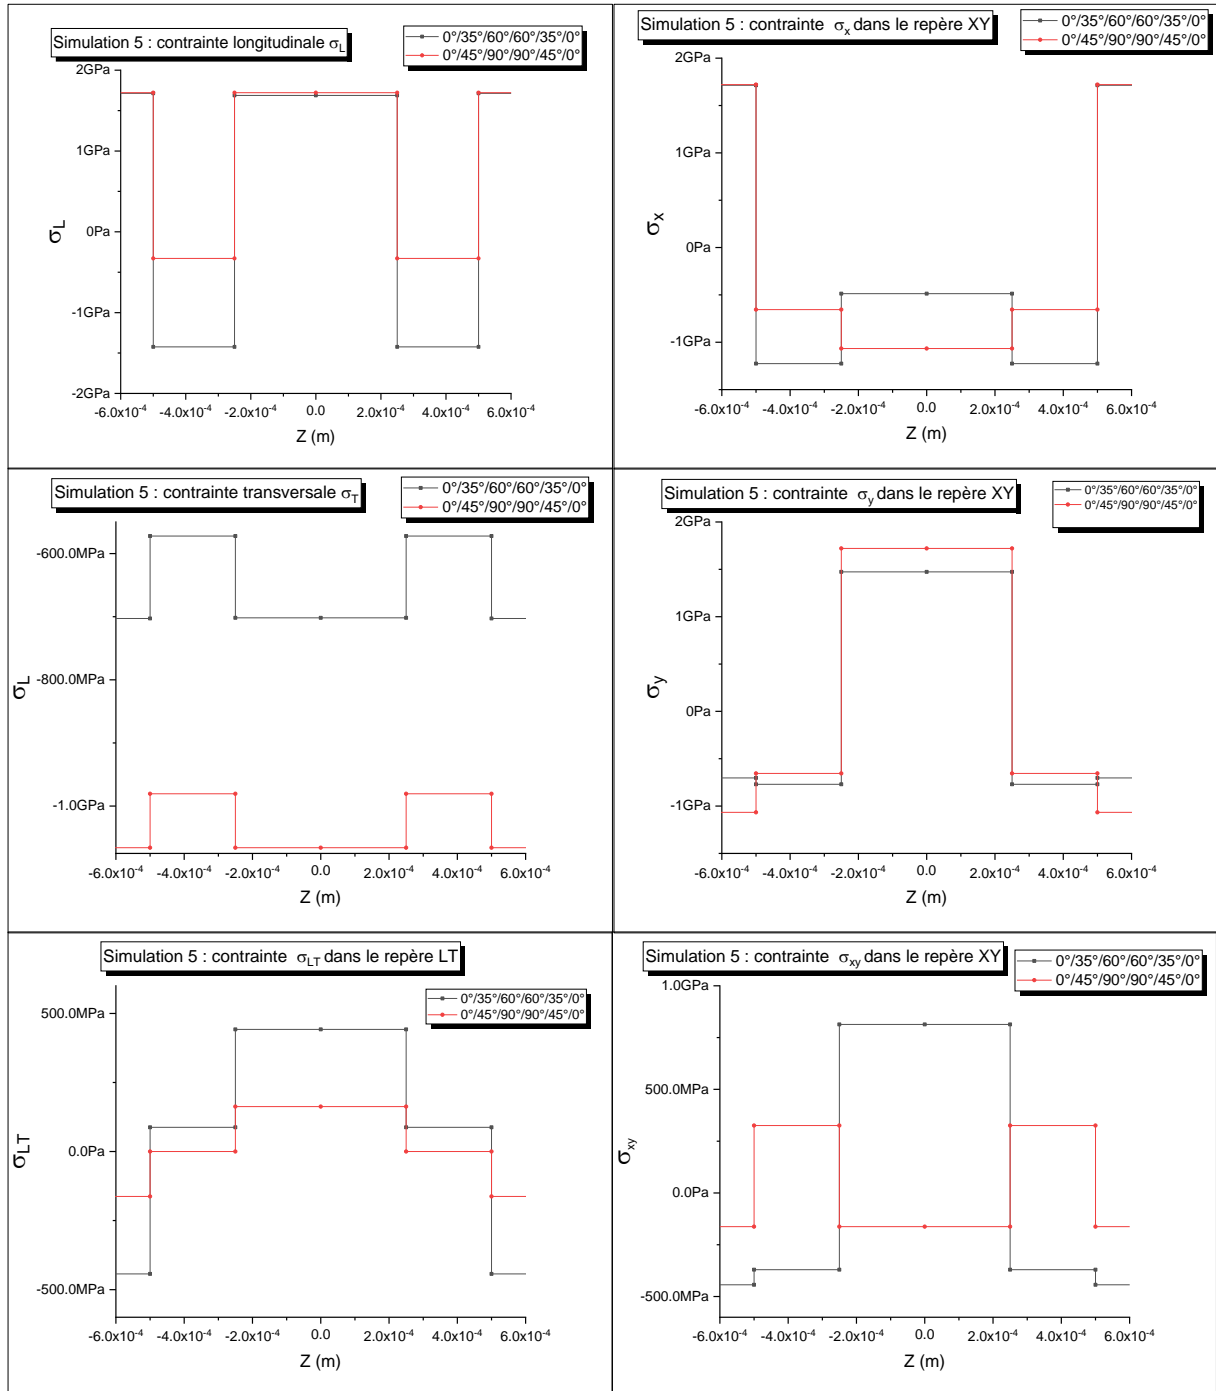 Simulation 5 : contrainte longitudinale σL
0°/35°/60°/60°/35°/0°
0°/45°/90°/90°/45°/0°
2GPa
1GPa
0Pa
-1GPa
-2GPa
σL
-6.0x10-4 -4.0x10-4 -2.0x10-4 0.0 2.0x10-4 4.0x10-4 6.0x10-4
Z (m)
Simulation 5 : contrainte σx dans le repère XY
0°/35°/60°/60°/35°/0°
0°/45°/90°/90°/45°/0°
2GPa
1GPa
0Pa
-1GPa
σx
-6.0x10-4 -4.0x10-4 -2.0x10-4 0.0 2.0x10-4 4.0x10-4 6.0x10-4
Z (m)
Simulation 5 : contrainte transversale σT
0°/35°/60°/60°/35°/0°
0°/45°/90°/90°/45°/0°
-600.0MPa
-800.0MPa
-1.0GPa
σL
-6.0x10-4 -4.0x10-4 -2.0x10-4 0.0 2.0x10-4 4.0x10-4 6.0x10-4
Z (m)
Simulation 5 : contrainte σy dans le repère XY
0°/35°/60°/60°/35°/0°
0°/45°/90°/90°/45°/0°
2GPa
1GPa
0Pa
-1GPa
σy
-6.0x10-4 -4.0x10-4 -2.0x10-4 0.0 2.0x10-4 4.0x10-4 6.0x10-4
Z (m)
Simulation 5 : contrainte σLT dans le repère LT
0°/35°/60°/60°/35°/0°
0°/45°/90°/90°/45°/0°
500.0MPa
0.0Pa
-500.0MPa
σLT
-6.0x10-4 -4.0x10-4 -2.0x10-4 0.0 2.0x10-4 4.0x10-4 6.0x10-4
Z (m)
Simulation 5 : contrainte σxy dans le repère XY
0°/35°/60°/60°/35°/0°
0°/45°/90°/90°/45°/0°
1.0GPa
500.0MPa
0.0Pa
-500.0MPa
σxy
-6.0x10-4 -4.0x10-4 -2.0x10-4 0.0 2.0x10-4 4.0x10-4 6.0x10-4
Z (m)